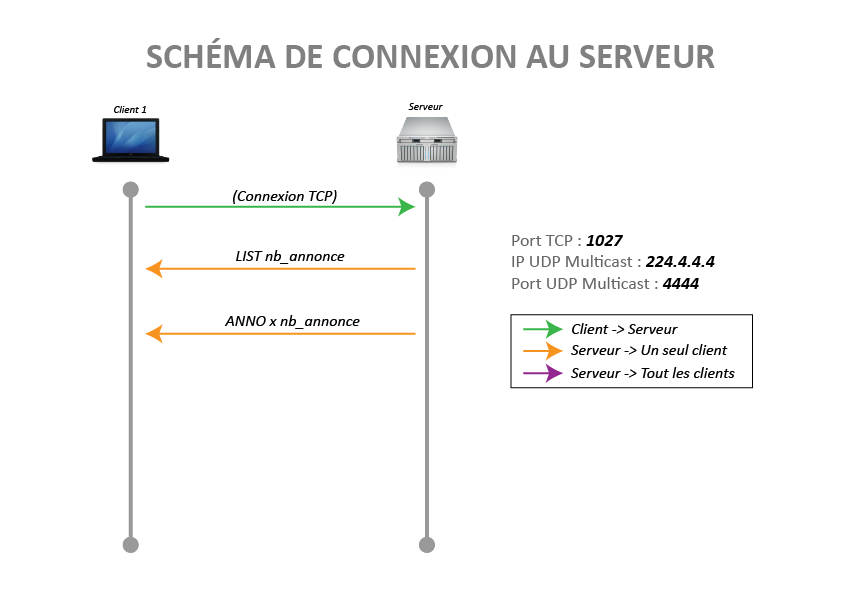 SCHÉMA DE CONNEXION AU SERVEUR
Client 1
Serveur
(Connexion TCP)
LIST nb_annonce
ANNO x nb_annonce
Port TCP : 1027
IP UDP Multicast : 224.4.4.4
Port UDP Multicast : 4444
Client -> Serveur
Serveur -> Un seul client
Serveur -> Tout les clients